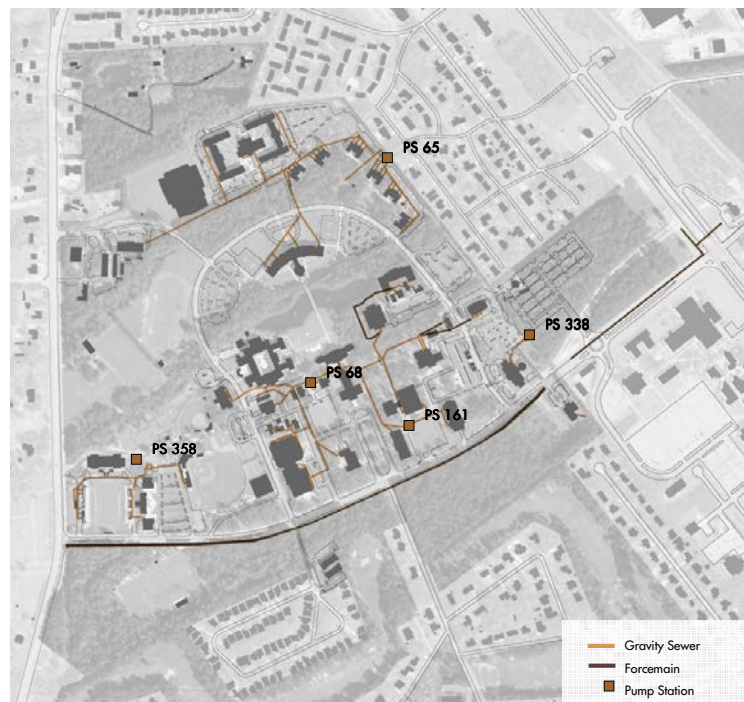 PS 65
PS 338
PS 68
PS 161
PS 358
Gravity Sewer
Forcemain
Pump Station